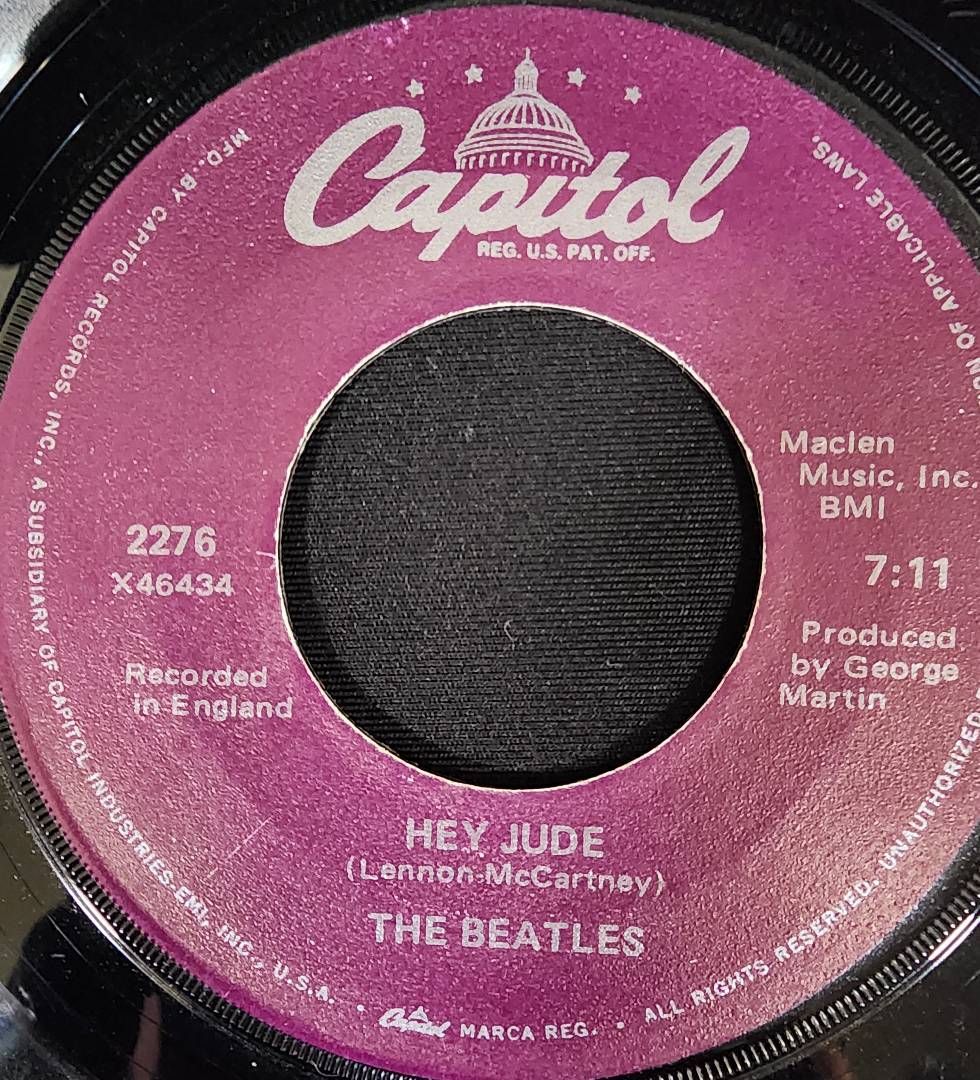 Capitol
REG. U.S. PAT. OFF.
Maclen
Music, Inc.
BMI
7:11
Produced
by George
Martin
2276
X46434
Recorded
in England
HEY JUDE
(Lennon-McCartney)
THE BEATLES
MFD. BY CAPITOL RECORDS, INC., A SUBSIDIARY OF CAPITOL INDUSTRIES-EMI, INC., U.S.A. • Capitol MARCA REG. • ALL RIGHTS RESERVED. UNAUTHORIZED
OF APPLICABLE LAWS.